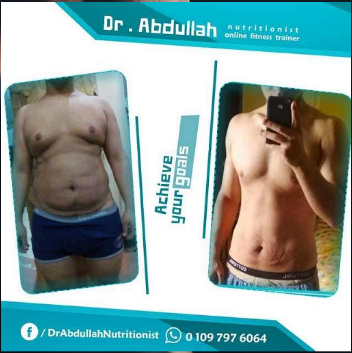 Dr. Abdullah
nutritionist
online fitness trainer
Achieve
your goals
/DrAbdullahNutritionist
0 109 797 6064